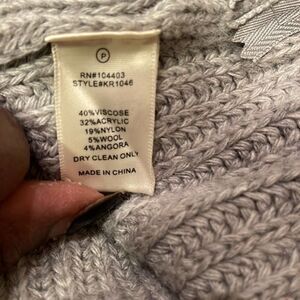 P
RN#104403
STYLE#KR1046
40%VISCOSE
32%ACRYLIC
19%NYLON
5%WOOL
4%ANGORA
DRY CLEAN ONLY
MADE IN CHINA